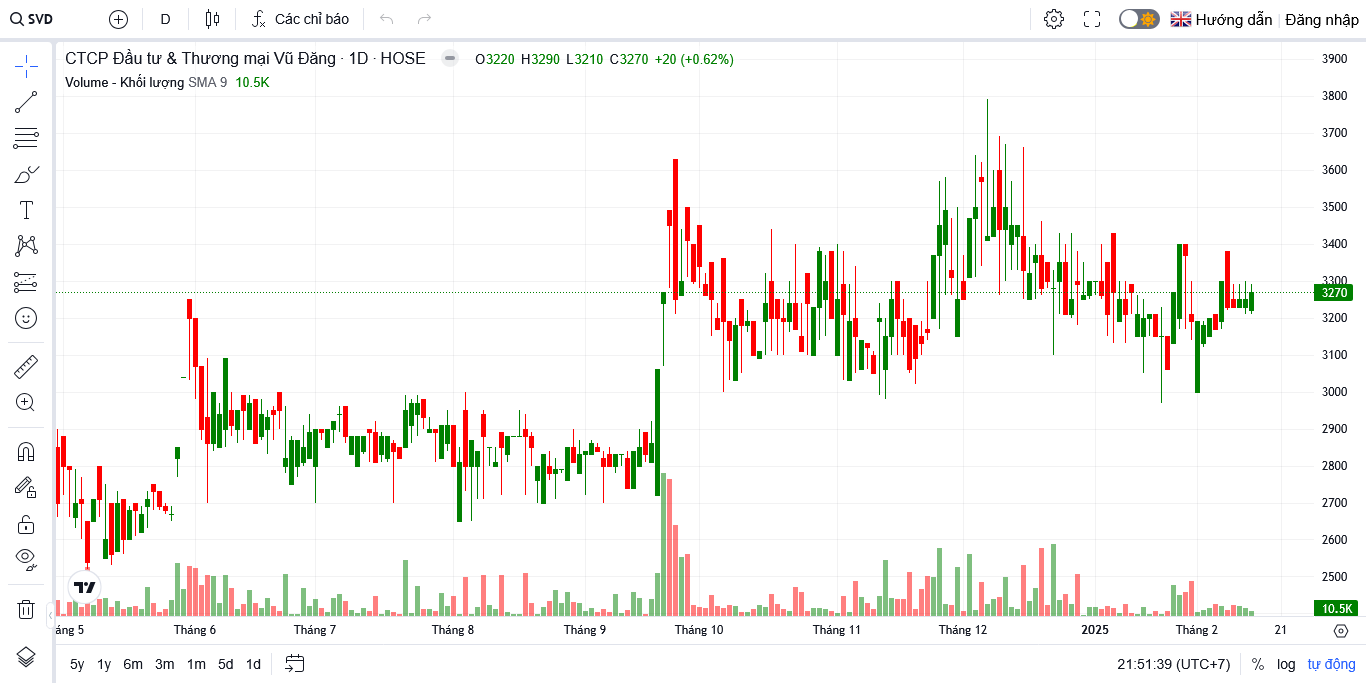 SVD D Các chỉ báo Hướng dẫn Đăng nhập
CTCP Đầu tư & Thương mại Vũ Đăng · 1D · HOSE O3220 H3290 L3210 C3270 +20 (+0.62%)
Volume - Khối lượng SMA 9 10.5K
3900
3800
3700
3600
3500
3400
3300
3270
3200
3100
3000
2900
2800
2700
2600
2500
10.5K
áng 5 Tháng 6 Tháng 7 Tháng 8 Tháng 9 Tháng 10 Tháng 11 Tháng 12 2025 Tháng 2 21
5y 1y 6m 3m 1m 5d 1d 21:51:39 (UTC+7) % log tự động